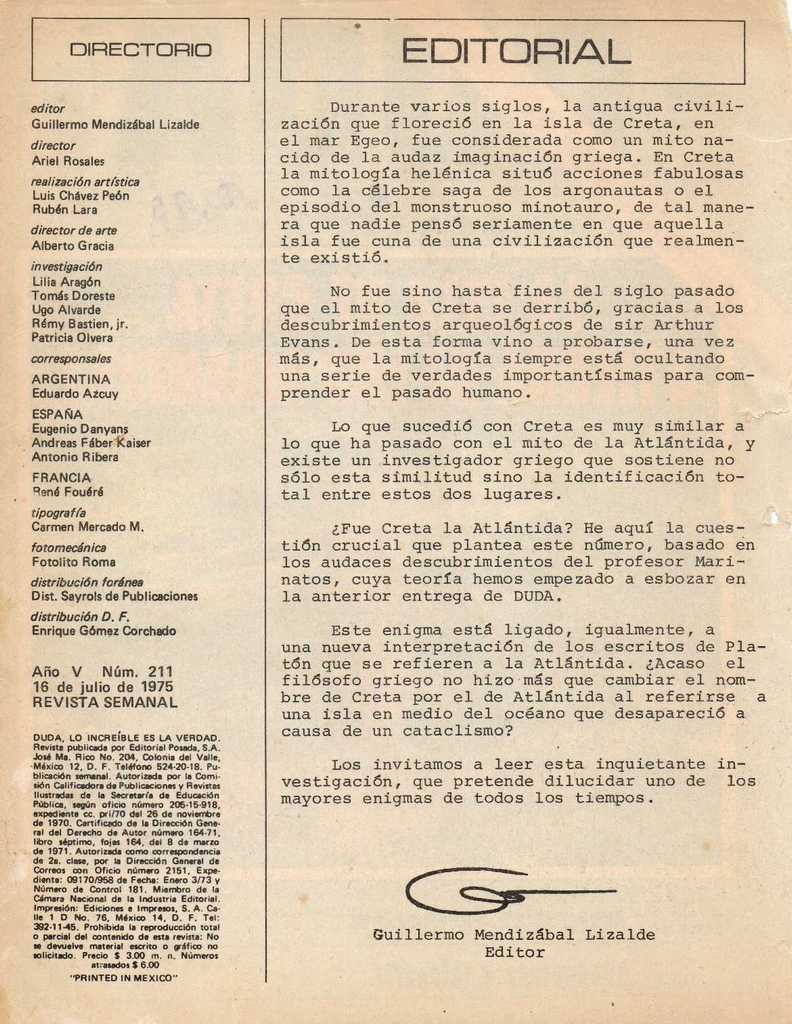 DIRECTORIO
editor
Guillermo Mendizábal Lizalde
director
Ariel Rosales
realización artística
Luis Chávez Peón
Rubén Lara
director de arte
Alberto Gracia
investigación
Lilia Aragón
Tomás Doreste
Ugo Alvarde
Rémy Bastien, jr.
Patricia Olvera
corresponsales
ARGENTINA
Eduardo Azcuy
ESPAÑA
Eugenio Danyans
Andreas Fáber Kaiser
Antonio Ribera
FRANCIA
René Fouéré
tipografía
Carmen Mercado M.
fotomecánica
Fotolito Roma
distribución foránea
Dist. Sayrols de Publicaciones
distribución D. F.
Enrique Gómez Corchado
Año V Núm. 211
16 de julio de 1975
REVISTA SEMANAL
DUDA, LO INCREÍBLE ES LA VERDAD.
Revista publicada por Editorial Posada, S.A.
José Ma. Rico No. 204, Colonia del Valle,
México 12, D. F. Teléfono 524-20-18. Pu-
blicación semanal. Autorizada por la Comi-
sión Calificadora de Publicaciones y Revistas
Ilustradas de la Secretaría de Educación
Pública, según oficio número 205-15-918,
expediente cc. pri/70 del 26 de noviembre
de 1970. Certificado de la Dirección Gene-
ral del Derecho de Autor número 164-71,
libro séptimo, fojas 164, del 8 de marzo
de 1971. Autorizada como correspondencia
de 2a. clase, por la Dirección General de
Correos con Oficio número 2151, Expe-
diente: 09170/958 de Fecha: Enero 3/73 y
Número de Control 181. Miembro de la
Cámara Nacional de la Industria Editorial.
Impresión: Ediciones e Impresos, S. A. Ca-
lle 1 D No. 76, México 14, D. F. Tel:
392-11-45. Prohibida la reproducción total
o parcial del contenido de esta revista: No
se devuelve material escrito o gráfico no
solicitado. Precio $ 3.00 m. n. Números
atrasados $ 6.00
"PRINTED IN MEXICO"
EDITORIAL
Durante varios siglos, la antigua civili-
zación que floreció en la isla de Creta, en
el mar Egeo, fue considerada como un mito na-
cido de la audaz imaginación griega. En Creta
la mitología helénica situó acciones fabulosas
como la célebre saga de los argonautas o el
episodio del monstruoso minotauro, de tal mane-
ra que nadie pensó seriamente en que aquella
isla fue cuna de una civilización que realmen-
te existió.
No fue sino hasta fines del siglo pasado
que el mito de Creta se derribó, gracias a los
descubrimientos arqueológicos de sir Arthur
Evans. De esta forma vino a probarse, una vez
más, que la mitología siempre está ocultando
una serie de verdades importantísimas para com-
prender el pasado humano.
Lo que sucedió con Creta es muy similar a
lo que ha pasado con el mito de la Atlántida, y
existe un investigador griego que sostiene no
sólo esta similitud sino la identificación to-
tal entre estos dos lugares.
¿Fue Creta la Atlántida? He aquí la cues-
tión crucial que plantea este número, basado en
los audaces descubrimientos del profesor Mari-
natos, cuya teoría hemos empezado a esbozar en
la anterior entrega de DUDA.
Este enigma está ligado, igualmente, a
una nueva interpretación de los escritos de Pla-
tón que se refieren a la Atlántida. ¿Acaso el
filósofo griego no hizo más que cambiar el nom-
bre de Creta por el de Atlántida al referirse a
una isla en medio del océano que desapareció a
causa de un cataclismo?
Los invitamos a leer esta inquietante in-
vestigación, que pretende dilucidar uno de los
mayores enigmas de todos los tiempos.
Guillermo Mendizábal Lizalde
Editor